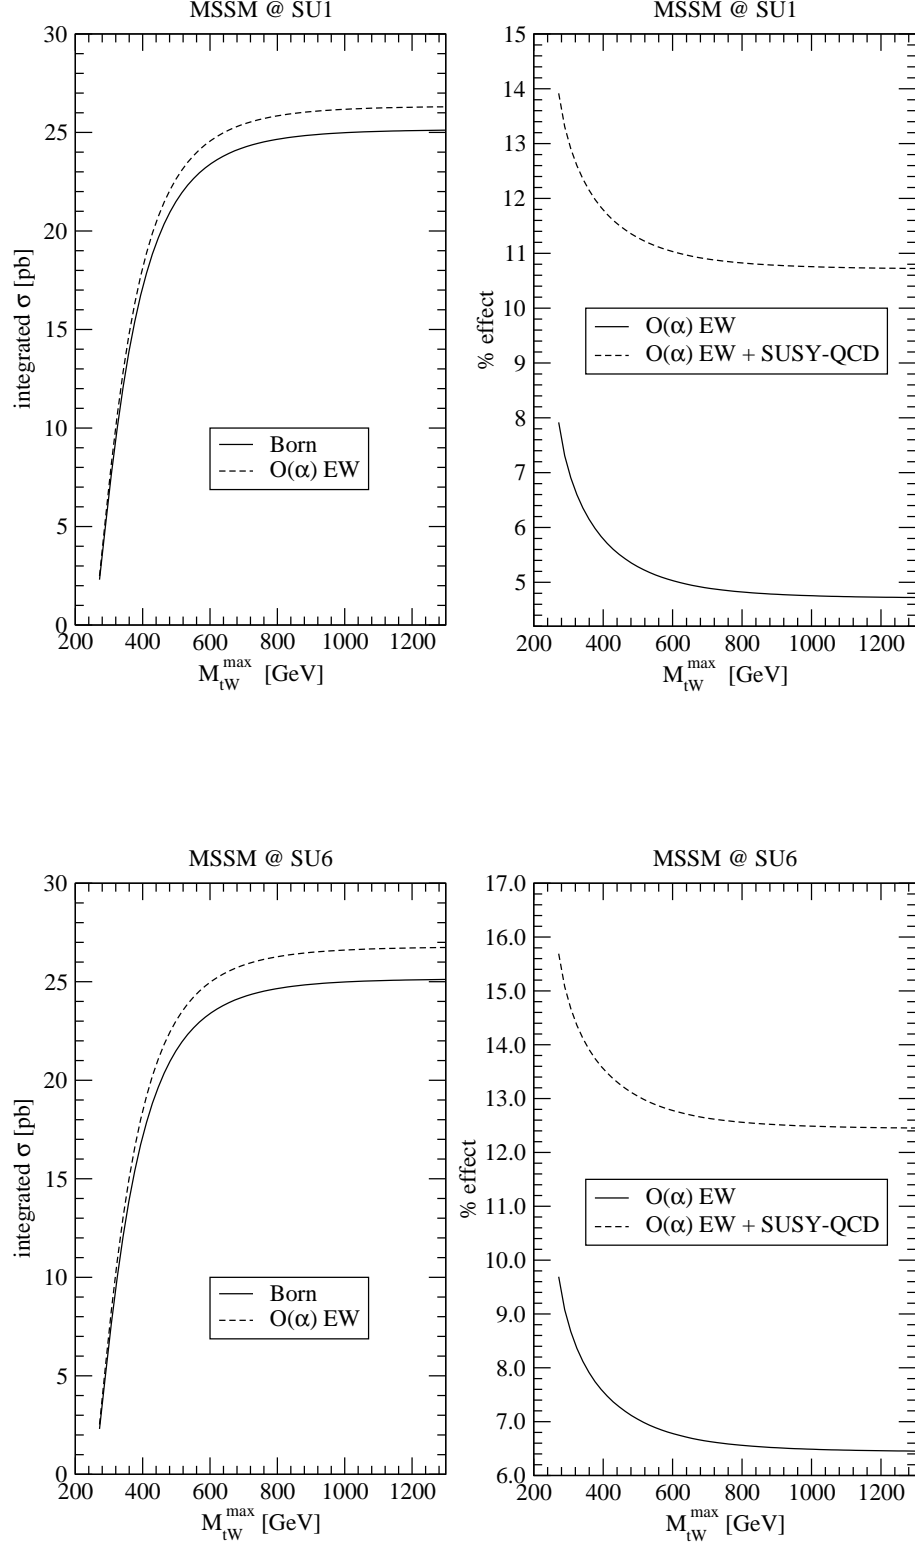 MSSM @ SU1
30
25
20
15
10
5
0
integrated σ [pb]
Born
O(α) EW
200 400 600 800 1000 1200
M_tW^max [GeV]
MSSM @ SU1
15
14
13
12
11
10
9
8
7
6
5
% effect
O(α) EW
O(α) EW + SUSY-QCD
200 400 600 800 1000 1200
M_tW^max [GeV]
MSSM @ SU6
30
25
20
15
10
5
0
integrated σ [pb]
Born
O(α) EW
200 400 600 800 1000 1200
M_tW^max [GeV]
MSSM @ SU6
17.0
16.0
15.0
14.0
13.0
12.0
11.0
10.0
9.0
8.0
7.0
6.0
% effect
O(α) EW
O(α) EW + SUSY-QCD
200 400 600 800 1000 1200
M_tW^max [GeV]